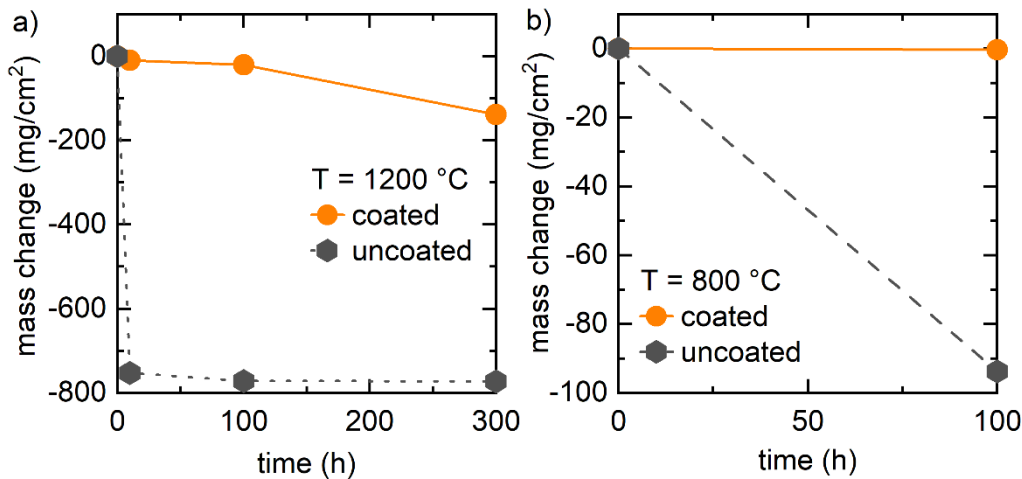 a)
mass change (mg/cm²)
0
-200
-400
-600
-800
T = 1200 °C
coated
uncoated
0 100 200 300
time (h)
b)
mass change (mg/cm²)
0
-20
-40
-60
-80
-100
T = 800 °C
coated
uncoated
0 50 100
time (h)